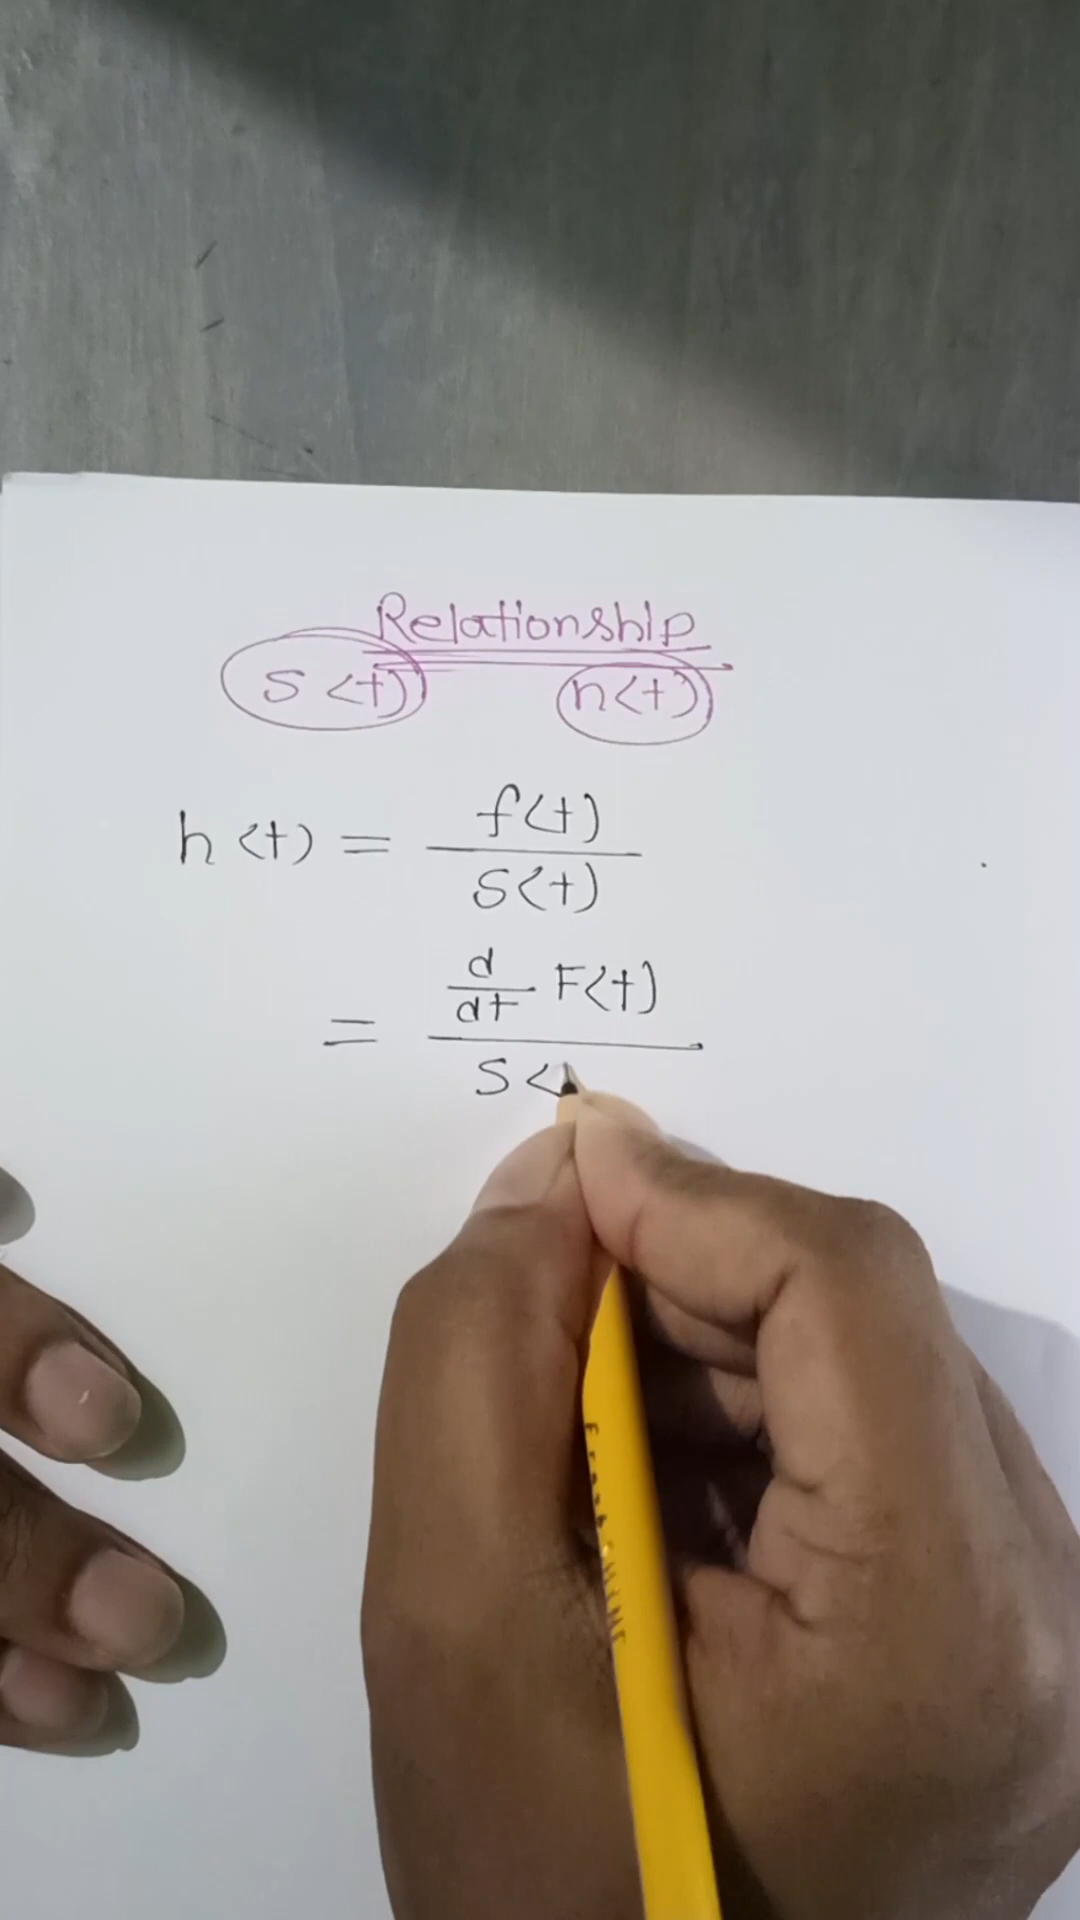 Relationship
S(t) h(t)
h(t) = f(t) / S(t)
= d/dt F(t) / S(